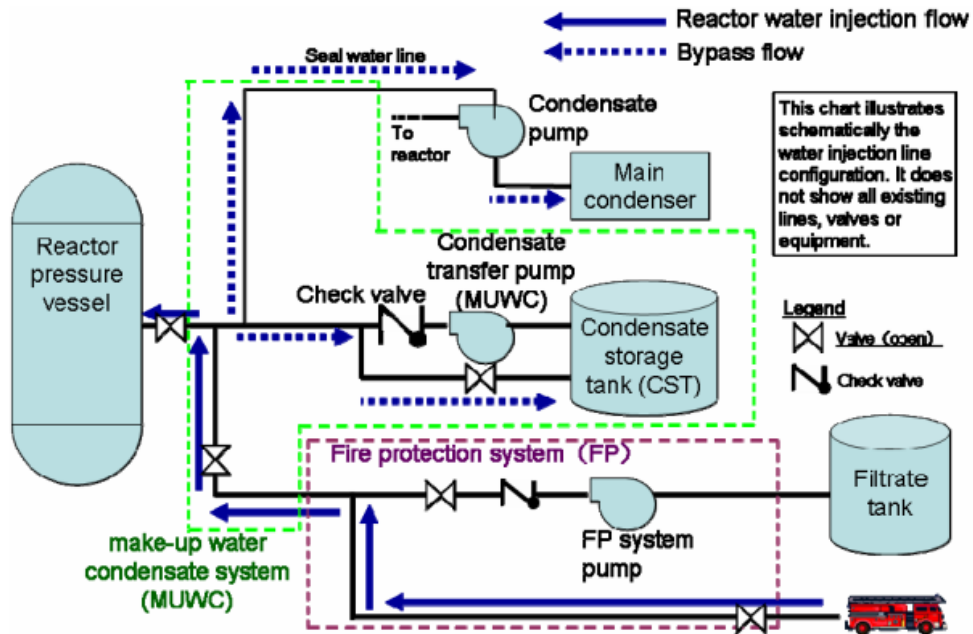 Reactor water injection flow
Bypass flow
Seal water line
Condensate
pump
To
reactor
Main
condenser
This chart illustrates
schematically the
water injection line
configuration. It does
not show all existing
lines, valves or
equipment.
Reactor
pressure
vessel
Condensate
transfer pump
(MUWC)
Check valve
Condensate
storage
tank (CST)
Legend
Valve (open)
Check valve
Fire protection system (FP)
Filtrate
tank
FP system
pump
make-up water
condensate system
(MUWC)